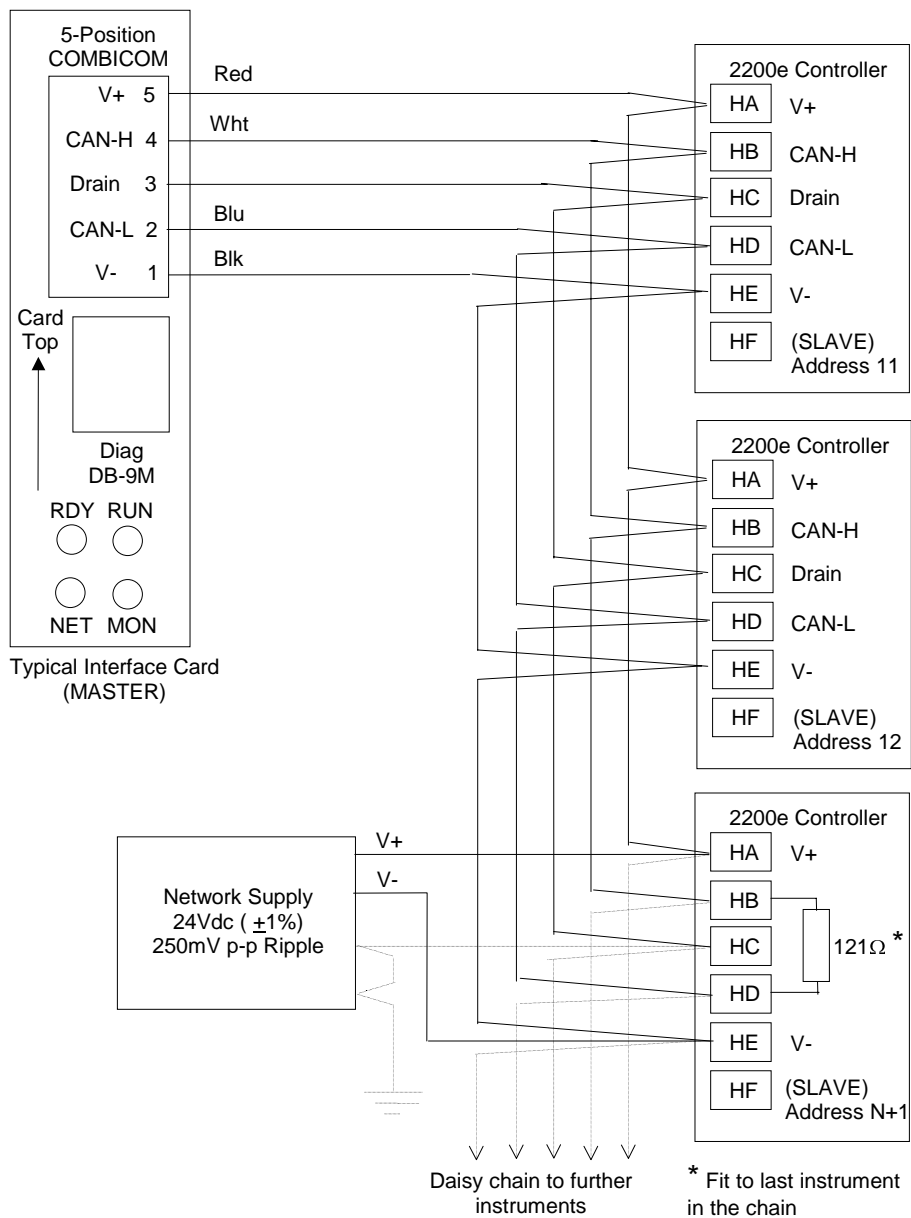 5-Position
COMBICOM
V+ 5
CAN-H 4
Drain 3
CAN-L 2
V- 1
Red
Wht
Blu
Blk
Card
Top
Diag
DB-9M
RDY RUN
NET MON
Typical Interface Card
(MASTER)
2200e Controller
HA V+
HB CAN-H
HC Drain
HD CAN-L
HE V-
HF (SLAVE)
Address 11
2200e Controller
HA V+
HB CAN-H
HC Drain
HD CAN-L
HE V-
HF (SLAVE)
Address 12
Network Supply
24Vdc ( ±1%)
250mV p-p Ripple
V+
V-
2200e Controller
HA V+
HB
HC
HD
121Ω *
HE V-
HF (SLAVE)
Address N+1
Daisy chain to further
instruments
* Fit to last instrument
in the chain